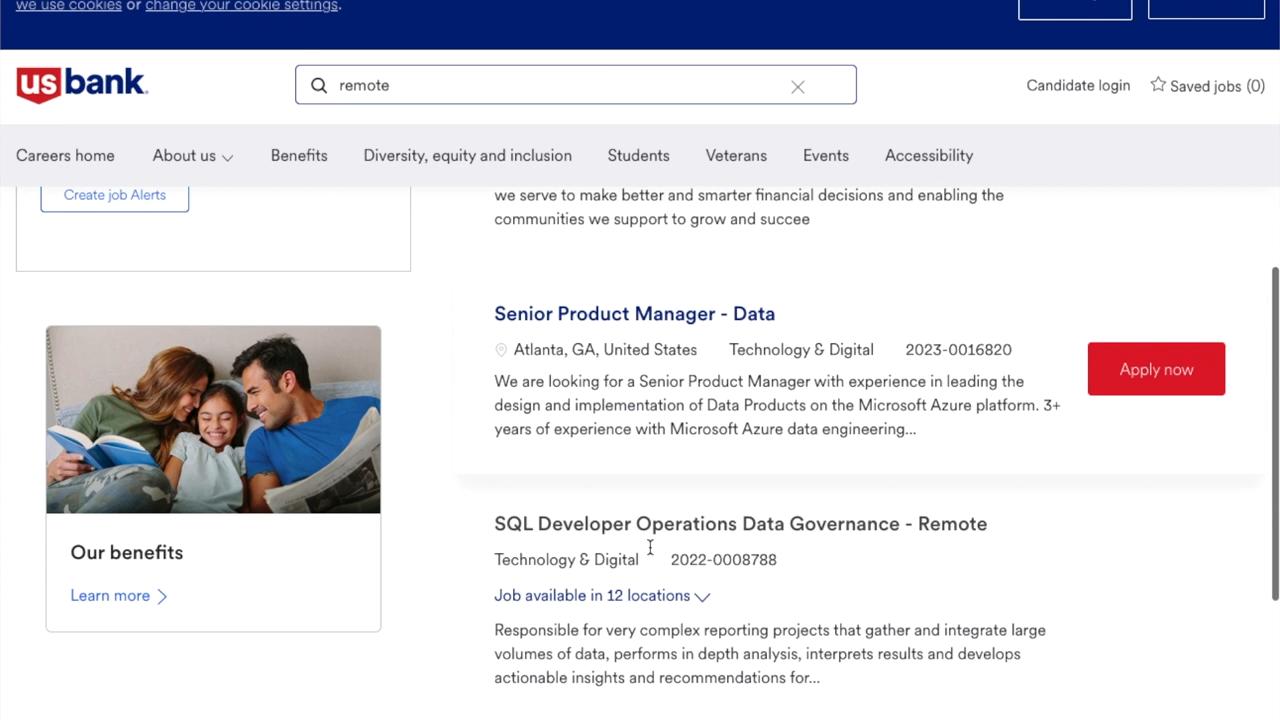 we use cookies or change your cookie settings.
us bank
remote
Candidate login
Saved jobs (0)
Careers home
About us
Benefits
Diversity, equity and inclusion
Students
Veterans
Events
Accessibility
Create job Alerts
we serve to make better and smarter financial decisions and enabling the
communities we support to grow and succee
Senior Product Manager - Data
Atlanta, GA, United States Technology & Digital 2023-0016820
We are looking for a Senior Product Manager with experience in leading the
design and implementation of Data Products on the Microsoft Azure platform. 3+
years of experience with Microsoft Azure data engineering...
Apply now
Our benefits
Learn more
SQL Developer Operations Data Governance - Remote
Technology & Digital 2022-0008788
Job available in 12 locations
Responsible for very complex reporting projects that gather and integrate large
volumes of data, performs in depth analysis, interprets results and develops
actionable insights and recommendations for...